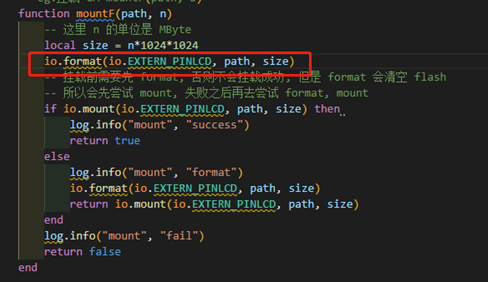 function mountF(path, n)
-- 这里 n 的单位是 MByte
local size = n*1024*1024
io.format(io.EXTERN_PINLCD, path, size)
-- 挂载前需要先 format, 否则不会挂载成功, 但是 format 会清空 flash
-- 所以会先尝试 mount, 失败之后再去尝试 format, mount
if io.mount(io.EXTERN_PINLCD, path, size) then
log.info("mount", "success")
return true
else
log.info("mount", "format")
io.format(io.EXTERN_PINLCD, path, size)
return io.mount(io.EXTERN_PINLCD, path, size)
end
log.info("mount", "fail")
return false
end